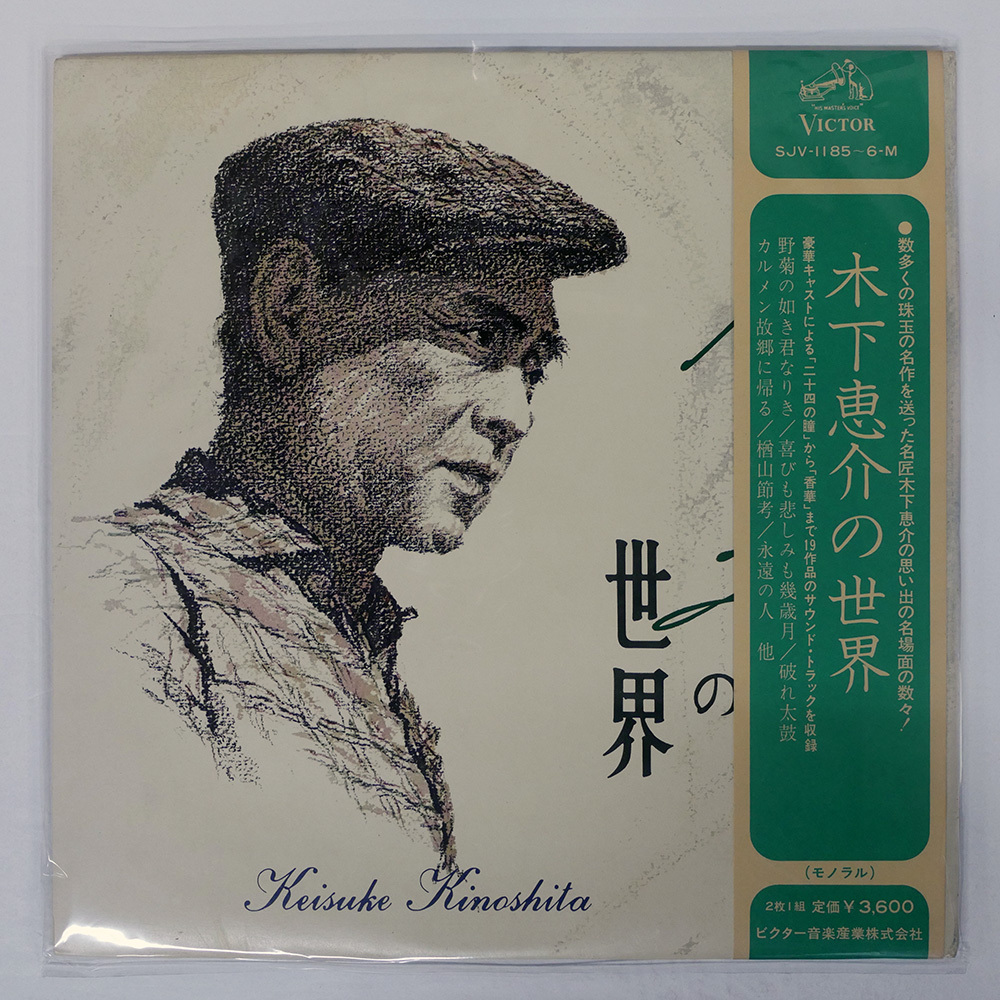 "HIS MASTER'S VOICE"
VICTOR
SJV-1185~6-M
●数多くの珠玉の名作を送った名匠木下恵介の思い出の名場面の数々!
木下恵介の世界
豪華キャストによる「二十四の瞳」から「香華」まで19作品のサウンド・トラックを収録
野菊の如き君なりき/喜びも悲しみも幾歳月/破れ太鼓
カルメン故郷に帰る/楢山節考/永遠の人 他
(モノラル)
2枚1組 定価¥3,600
ビクター音楽産業株式会社
の
世界
Keisuke Kinoshita